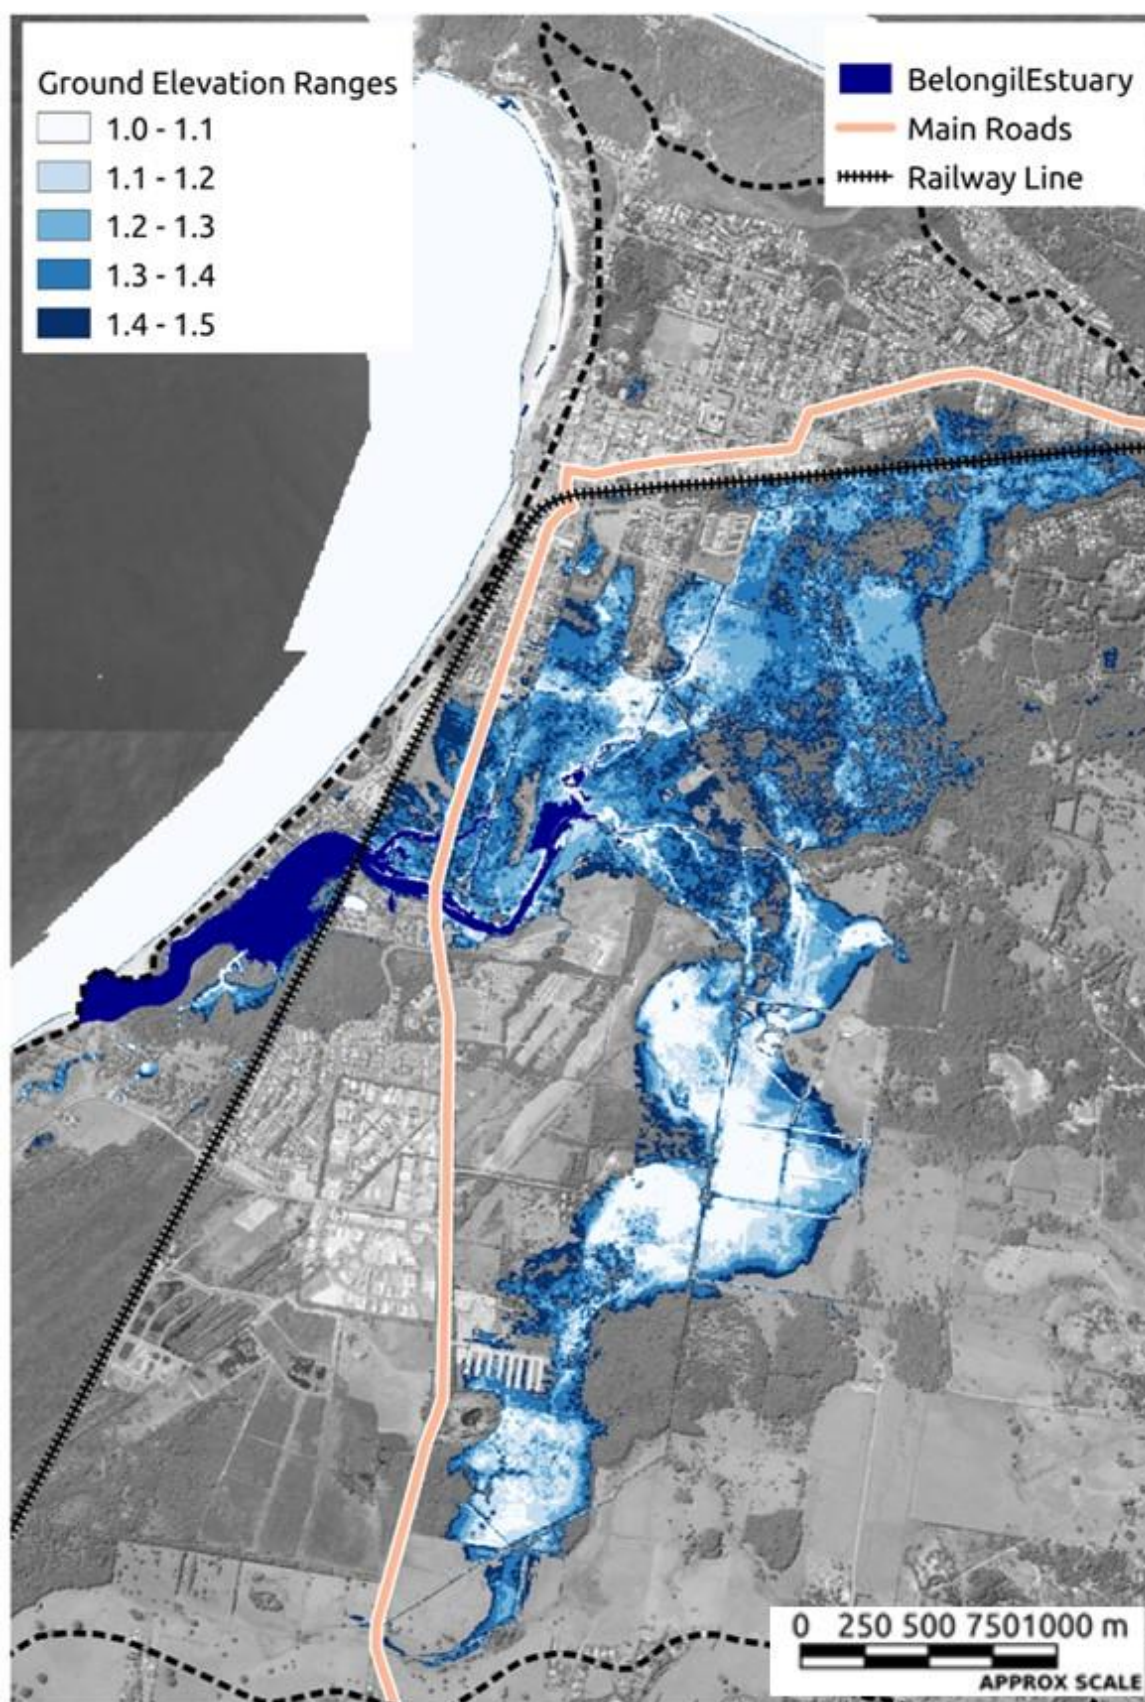 Ground Elevation Ranges
1.0 - 1.1
1.1 - 1.2
1.2 - 1.3
1.3 - 1.4
1.4 - 1.5
BelongilEstuary
Main Roads
Railway Line
0 250 500 7501000 m
APPROX SCALE